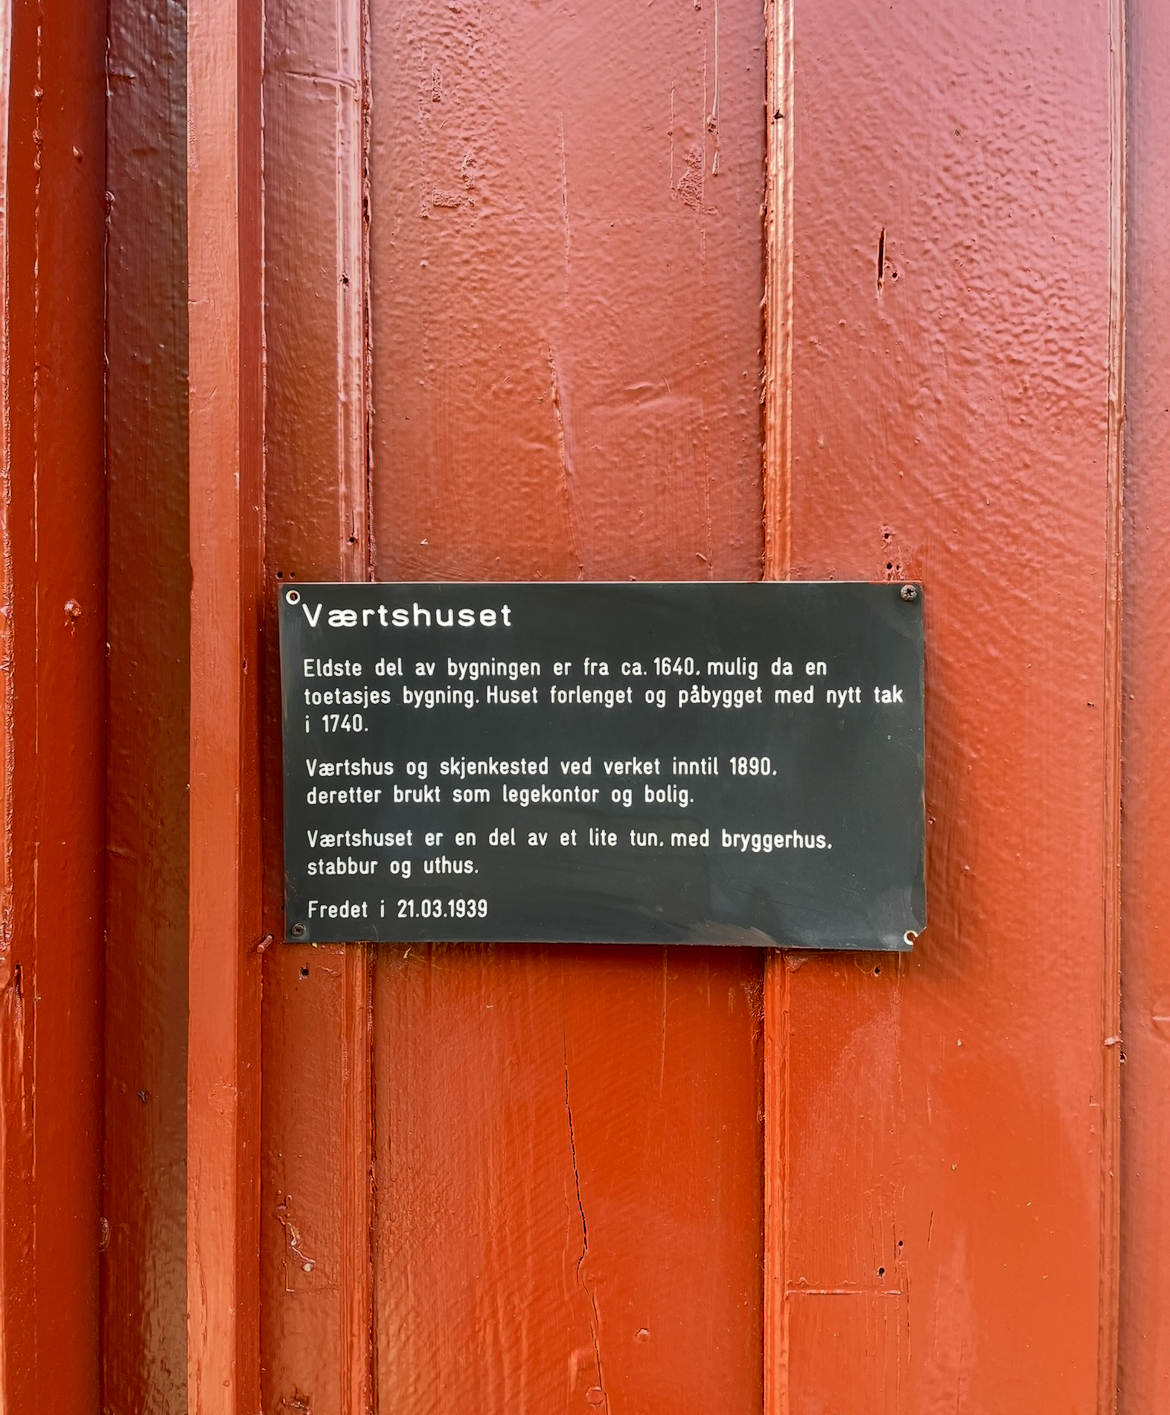 Værtshuset
Eldste del av bygningen er fra ca. 1640, mulig da en
toetasjes bygning. Huset forlenget og påbygget med nytt tak
i 1740.
Værtshus og skjenkested ved verket inntil 1890,
deretter brukt som legekontor og bolig.
Værtshuset er en del av et lite tun, med bryggerhus,
stabbur og uthus.
Fredet i 21.03.1939